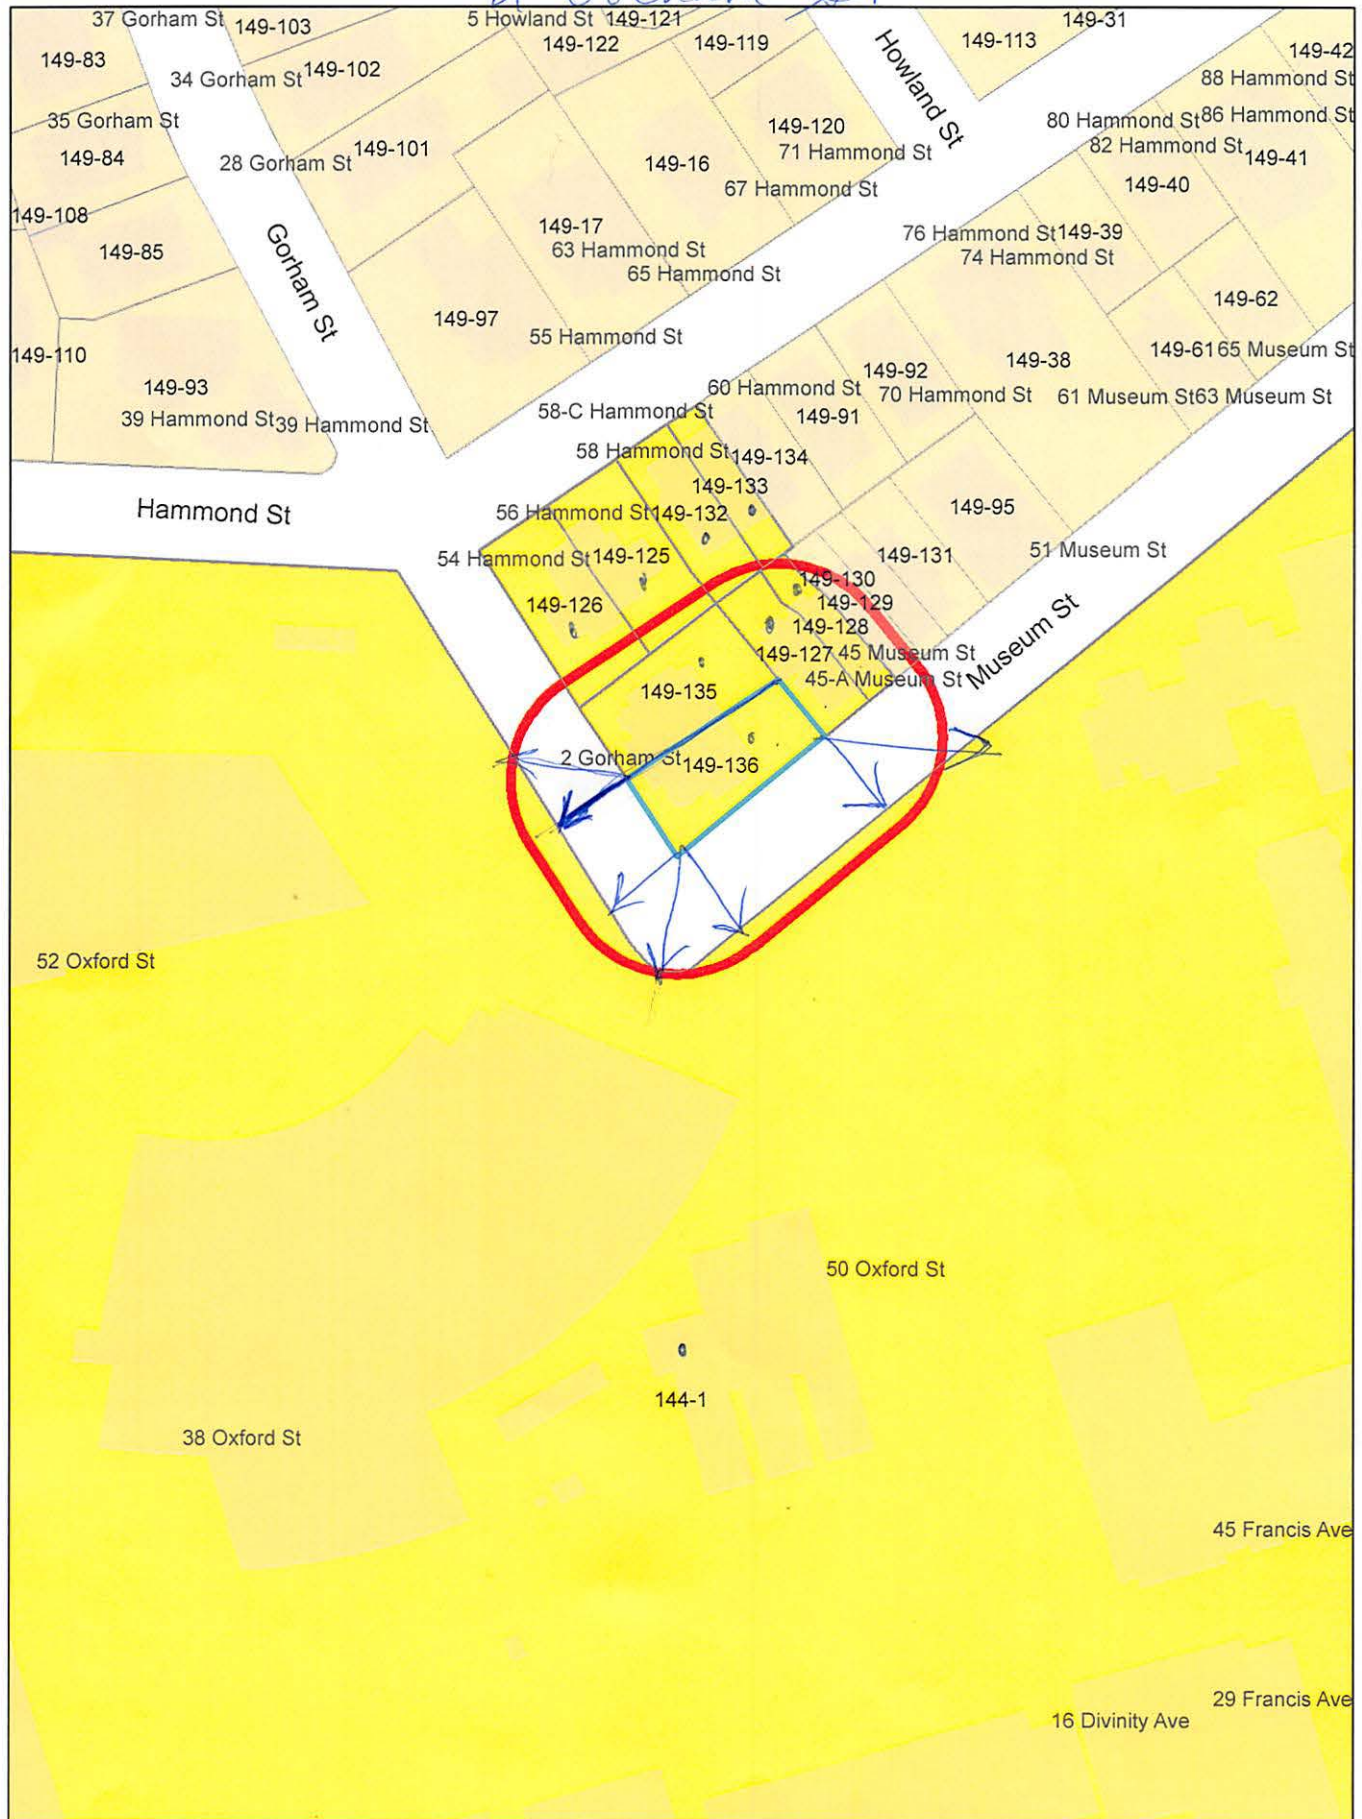 37 Gorham St
149-103
5 Howland St
149-121
149-31
149-83
149-122
149-119
149-113
149-42
34 Gorham St
149-102
Howland St
88 Hammond St
35 Gorham St
149-120
80 Hammond St
86 Hammond St
149-84
28 Gorham St
149-101
149-16
71 Hammond St
82 Hammond St
149-41
67 Hammond St
149-40
149-108
149-85
Gorham St
149-17
63 Hammond St
76 Hammond St
149-39
65 Hammond St
74 Hammond St
149-62
149-97
55 Hammond St
149-110
149-93
149-92
149-38
149-61
65 Museum St
60 Hammond St
70 Hammond St
61 Museum St
63 Museum St
39 Hammond St
39 Hammond St
58-C Hammond St
149-91
58 Hammond St
149-134
149-133
Hammond St
56 Hammond St
149-132
149-95
54 Hammond St
149-125
149-131
51 Museum St
149-126
149-130
149-129
149-128
149-127
45 Museum St
45-A Museum St
Museum St
149-135
2 Gorham St
149-136
52 Oxford St
50 Oxford St
144-1
38 Oxford St
45 Francis Ave
29 Francis Ave
16 Divinity Ave